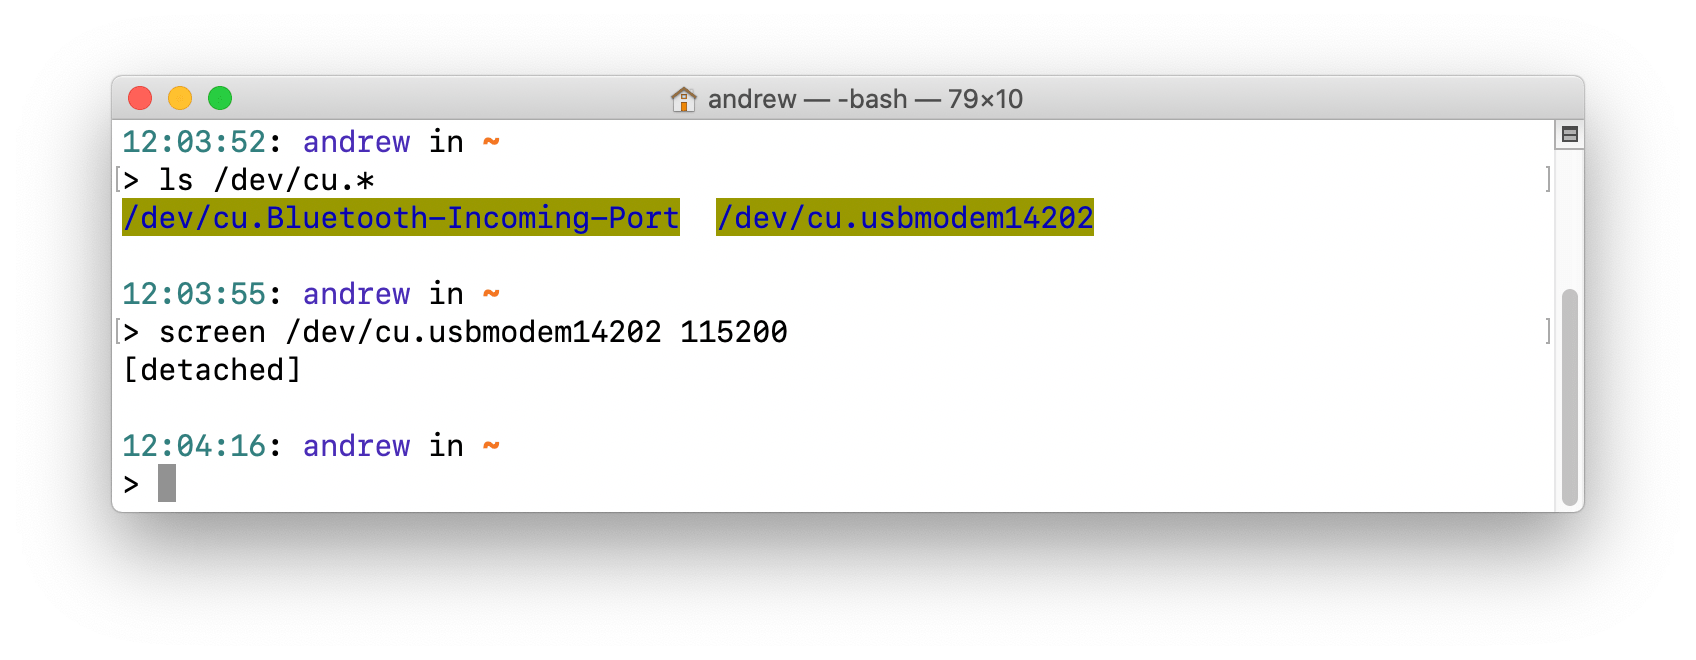 andrew — -bash — 79×10
12:03:52: andrew in ~
> ls /dev/cu.*
/dev/cu.Bluetooth-Incoming-Port  /dev/cu.usbmodem14202
12:03:55: andrew in ~
> screen /dev/cu.usbmodem14202 115200
[detached]
12:04:16: andrew in ~
>